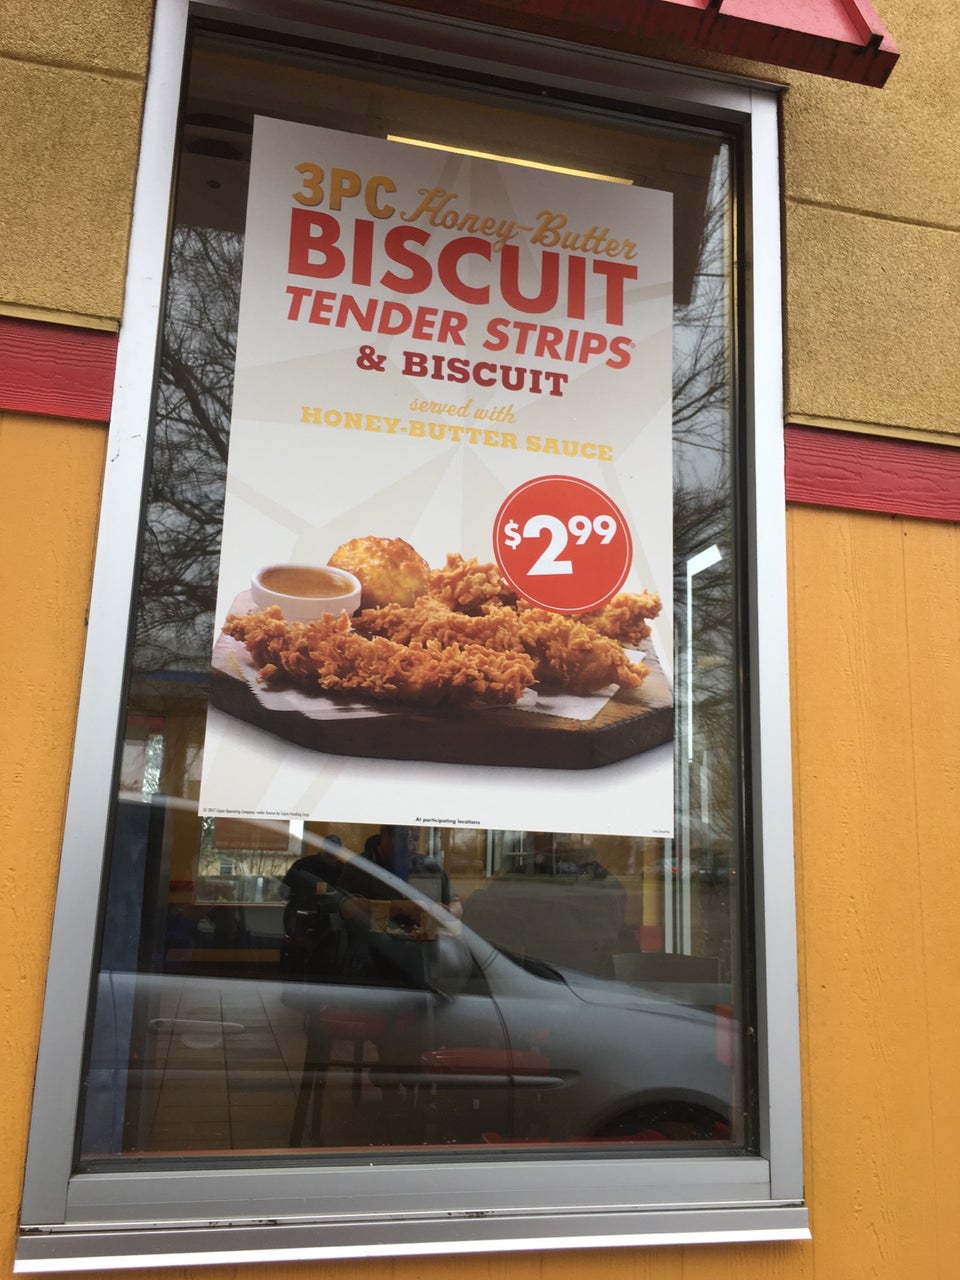 3PC Honey-Butter
BISCUIT
TENDER STRIPS®
& BISCUIT
served with
HONEY-BUTTER SAUCE
$2.99
At participating locations